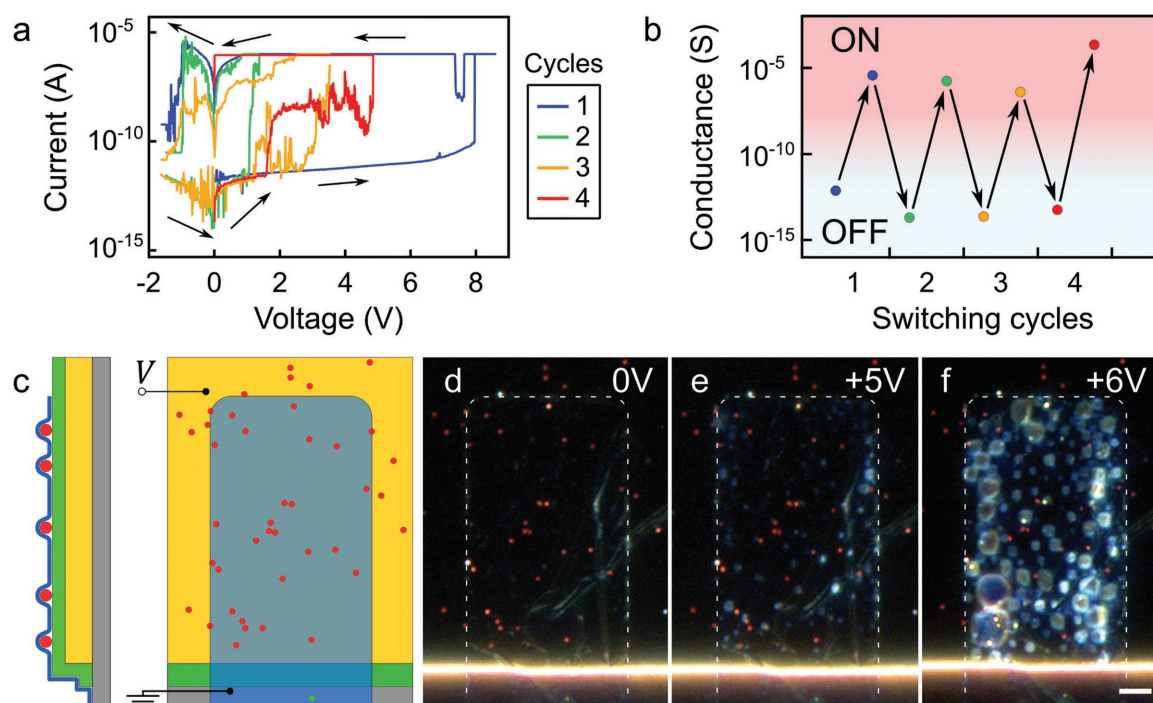 a
Current (A)
10⁻⁵
10⁻¹⁰
10⁻¹⁵
-2 0 2 4 6 8
Voltage (V)
Cycles
1
2
3
4
b
Conductance (S)
10⁻⁵
10⁻¹⁰
10⁻¹⁵
ON
OFF
1 2 3 4
Switching cycles
c
V
d 0V
e +5V
f +6V